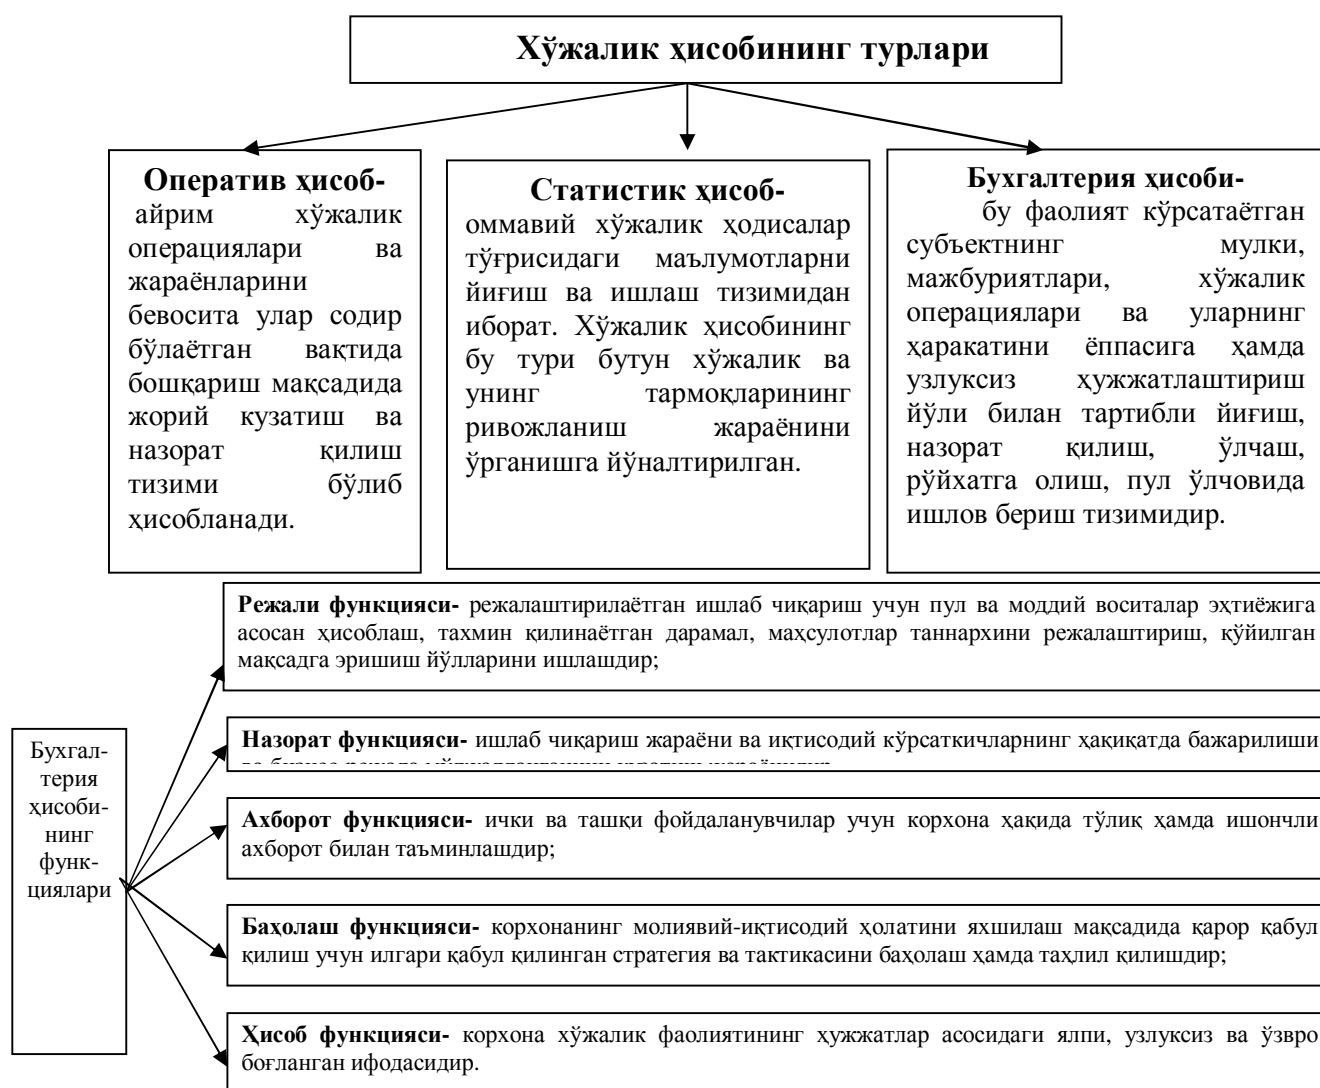 Хўжалик ҳисобининг турлари
Оператив ҳисоб-
айрим хўжалик
операциялари ва
жараёнларини
бевосита улар содир
бўлаётган вақтида
бошқариш мақсадида
жорий кузатиш ва
назорат қилиш
тизими бўлиб
ҳисобланади.
Статистик ҳисоб-
оммавий хўжалик ҳодисалар
тўғрисидаги маълумотларни
йиғиш ва ишлаш тизимидан
иборат. Хўжалик ҳисобининг
бу тури бутун хўжалик ва
унинг тармоқларининг
ривожланиш жараёнини
ўрганишга йўналтирилган.
Бухгалтерия ҳисоби-
бу фаолият кўрсатаётган
субъектнинг мулки,
мажбуриятлари, хўжалик
операциялари ва уларнинг
ҳаракатини ёппасига ҳамда
узлуксиз ҳужжатлаштириш
йўли билан тартибли йиғиш,
назорат қилиш, ўлчаш,
рўйхатга олиш, пул ўлчовида
ишлов бериш тизимидир.
Бухгал-
терия
ҳисоби-
нинг
функ-
циялари
Режали функцияси- режалаштирилаётган ишлаб чиқариш учун пул ва моддий воситалар эҳтиёжига
асосан ҳисоблаш, тахмин қилинаётган дарамал, маҳсулотлар таннархини режалаштириш, қўйилган
мақсадга эришиш йўлларини ишлашдир;
Назорат функцияси- ишлаб чиқариш жараёни ва иқтисодий кўрсаткичларнинг ҳақиқатда бажарилиши
Ахборот функцияси- ички ва ташқи фойдаланувчилар учун корхона ҳақида тўлиқ ҳамда ишончли
ахборот билан таъминлашдир;
Баҳолаш функцияси- корхонанинг молиявий-иқтисодий ҳолатини яхшилаш мақсадида қарор қабул
қилиш учун илгари қабул қилинган стратегия ва тактикасини баҳолаш ҳамда таҳлил қилишдир;
Ҳисоб функцияси- корхона хўжалик фаолиятининг ҳужжатлар асосидаги ялпи, узлуксиз ва ўзвро
боғланган ифодасидир.